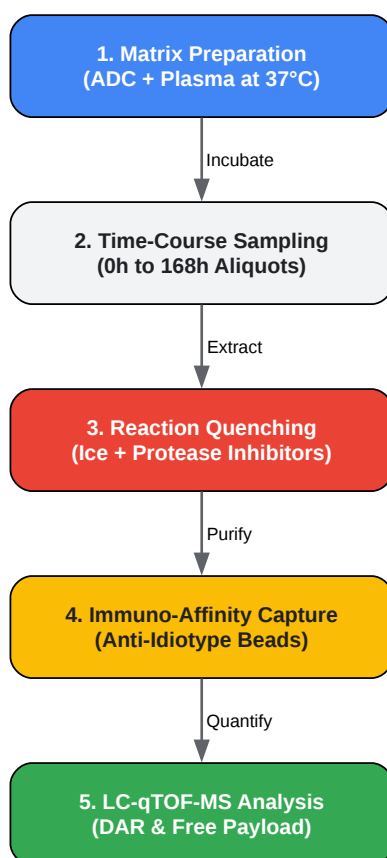 1. Matrix Preparation
(ADC + Plasma at 37°C)
Incubate
2. Time-Course Sampling
(0h to 168h Aliquots)
Extract
3. Reaction Quenching
(Ice + Protease Inhibitors)
Purify
4. Immuno-Affinity Capture
(Anti-Idiotype Beads)
Quantify
5. LC-qTOF-MS Analysis
(DAR & Free Payload)